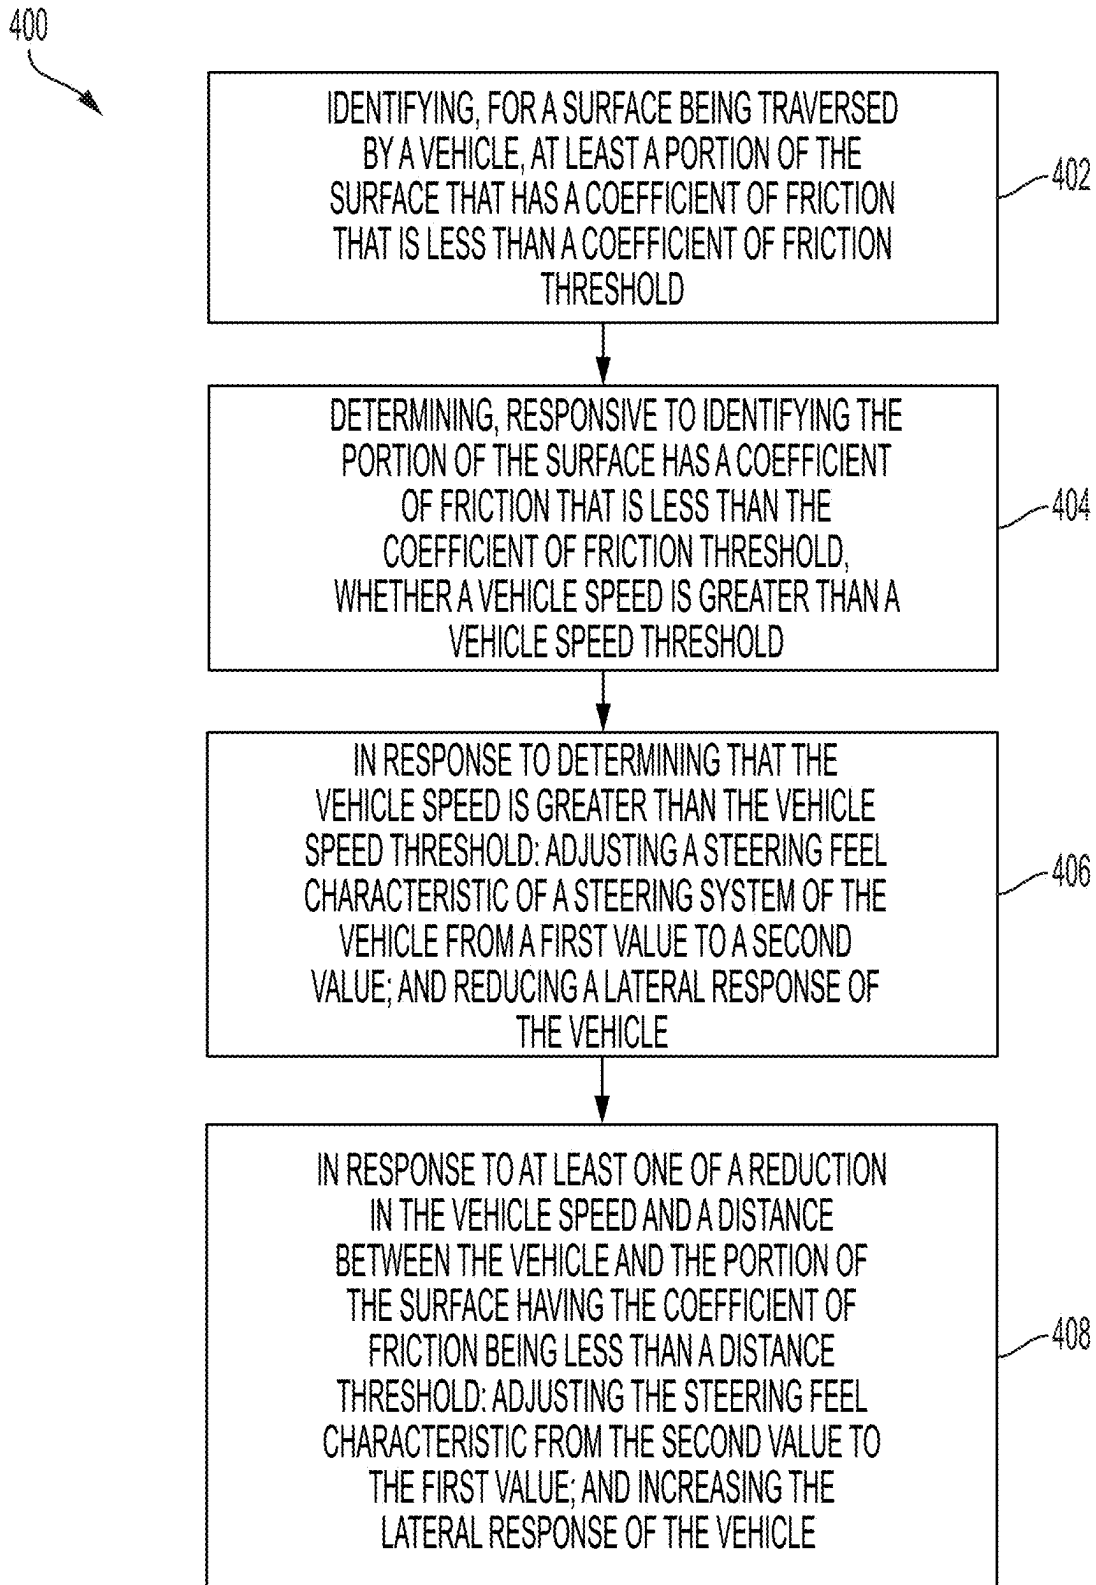 400
IDENTIFYING, FOR A SURFACE BEING TRAVERSED
BY A VEHICLE, AT LEAST A PORTION OF THE
SURFACE THAT HAS A COEFFICIENT OF FRICTION
THAT IS LESS THAN A COEFFICIENT OF FRICTION
THRESHOLD
402
DETERMINING, RESPONSIVE TO IDENTIFYING THE
PORTION OF THE SURFACE HAS A COEFFICIENT
OF FRICTION THAT IS LESS THAN THE
COEFFICIENT OF FRICTION THRESHOLD,
WHETHER A VEHICLE SPEED IS GREATER THAN A
VEHICLE SPEED THRESHOLD
404
IN RESPONSE TO DETERMINING THAT THE
VEHICLE SPEED IS GREATER THAN THE VEHICLE
SPEED THRESHOLD: ADJUSTING A STEERING FEEL
CHARACTERISTIC OF A STEERING SYSTEM OF THE
VEHICLE FROM A FIRST VALUE TO A SECOND
VALUE; AND REDUCING A LATERAL RESPONSE OF
THE VEHICLE
406
IN RESPONSE TO AT LEAST ONE OF A REDUCTION
IN THE VEHICLE SPEED AND A DISTANCE
BETWEEN THE VEHICLE AND THE PORTION OF
THE SURFACE HAVING THE COEFFICIENT OF
FRICTION BEING LESS THAN A DISTANCE
THRESHOLD: ADJUSTING THE STEERING FEEL
CHARACTERISTIC FROM THE SECOND VALUE TO
THE FIRST VALUE; AND INCREASING THE
LATERAL RESPONSE OF THE VEHICLE
408